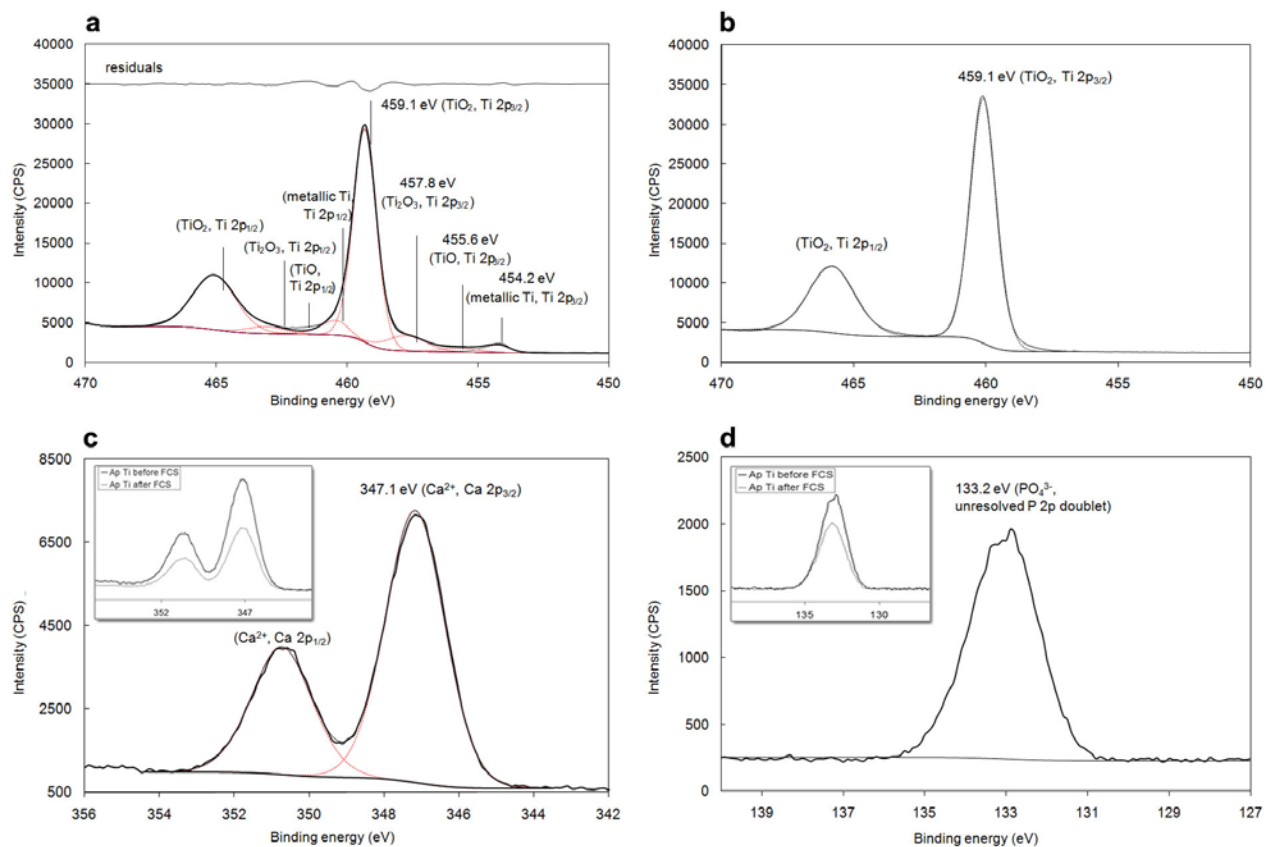 a
40000
35000
30000
25000
20000
15000
10000
5000
0
Intensity (CPS)
residuals
459.1 eV (TiO₂, Ti 2p₃/₂)
457.8 eV
(Ti₂O₃, Ti 2p₃/₂)
(metallic Ti,
Ti 2p₁/₂)
(TiO₂, Ti 2p₁/₂)
(Ti₂O₃, Ti 2p₁/₂)
(TiO,
Ti 2p₁/₂)
455.6 eV
(TiO, Ti 2p₃/₂)
454.2 eV
(metallic Ti, Ti 2p₃/₂)
470 465 460 455 450
Binding energy (eV)
b
40000
35000
30000
25000
20000
15000
10000
5000
0
Intensity (CPS)
459.1 eV (TiO₂, Ti 2p₃/₂)
(TiO₂, Ti 2p₁/₂)
470 465 460 455 450
Binding energy (eV)
c
8500
6500
4500
2500
500
Intensity (CPS)
Ap Ti before FCS
Ap Ti after FCS
352 347
347.1 eV (Ca²⁺, Ca 2p₃/₂)
(Ca²⁺, Ca 2p₁/₂)
356 354 352 350 348 346 344 342
Binding energy (eV)
d
2500
2000
1500
1000
500
0
Intensity (CPS)
Ap Ti before FCS
Ap Ti after FCS
135 130
133.2 eV (PO₄³⁻,
unresolved P 2p doublet)
139 137 135 133 131 129 127
Binding energy (eV)